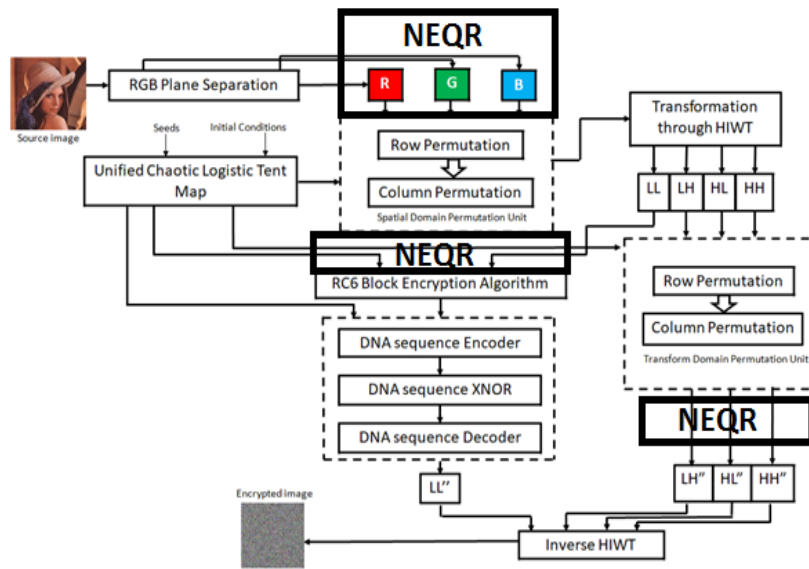 NEQR
RGB Plane Separation
R
G
B
Source image
Seeds
Initial Conditions
Unified Chaotic Logistic Tent
Map
Row Permutation
Column Permutation
Spatial Domain Permutation Unit
Transformation
through HIWT
LL
LH
HL
HH
NEQR
RC6 Block Encryption Algorithm
Row Permutation
Column Permutation
Transform Domain Permutation Unit
DNA sequence Encoder
DNA sequence XNOR
DNA sequence Decoder
NEQR
LL’’
LH’’
HL’’
HH’’
Encrypted image
Inverse HIWT